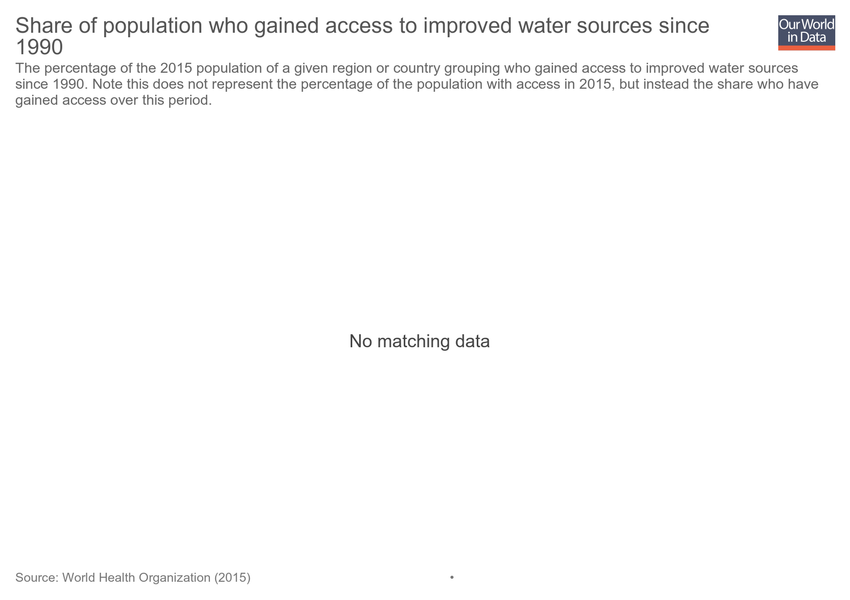 Share of population who gained access to improved water sources since
1990
Our World
in Data
The percentage of the 2015 population of a given region or country grouping who gained access to improved water sources
since 1990. Note this does not represent the percentage of the population with access in 2015, but instead the share who have
gained access over this period.
No matching data
Source: World Health Organization (2015)
•